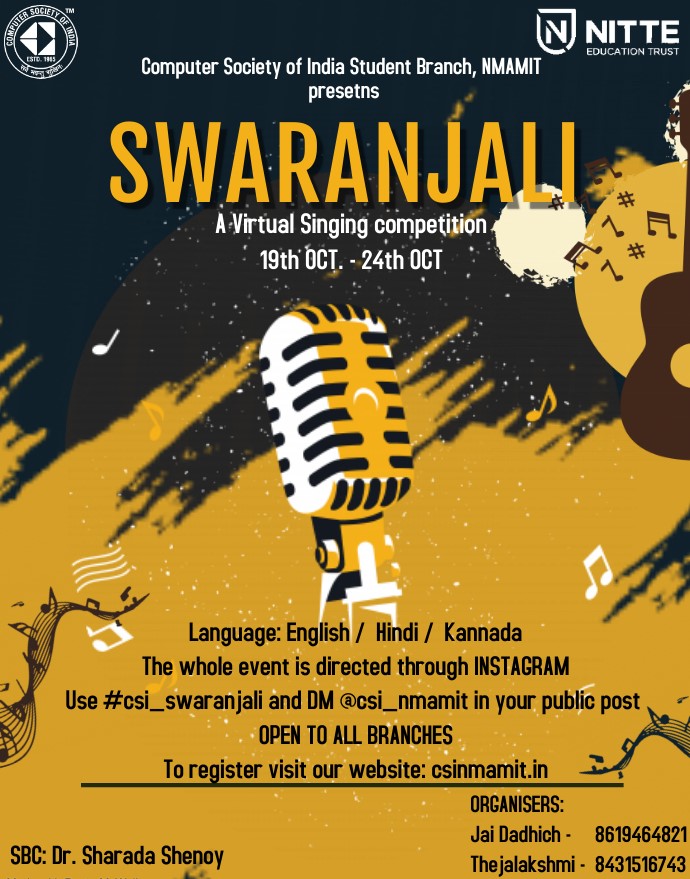 COMPUTER SOCIETY OF INDIA
TM
ESTD. 1965
NITTE
EDUCATION TRUST
Computer Society of India Student Branch, NMAMIT
presetns
SWARANJALI
A Virtual Singing competition
19th OCT. - 24th OCT
Language: English / Hindi / Kannada
The whole event is directed through INSTAGRAM
Use #csi_swaranjali and DM @csi_nmamit in your public post
OPEN TO ALL BRANCHES
To register visit our website: csinmamit.in
ORGANISERS:
Jai Dadhich - 8619464821
Thejalakshmi - 8431516743
SBC: Dr. Sharada Shenoy